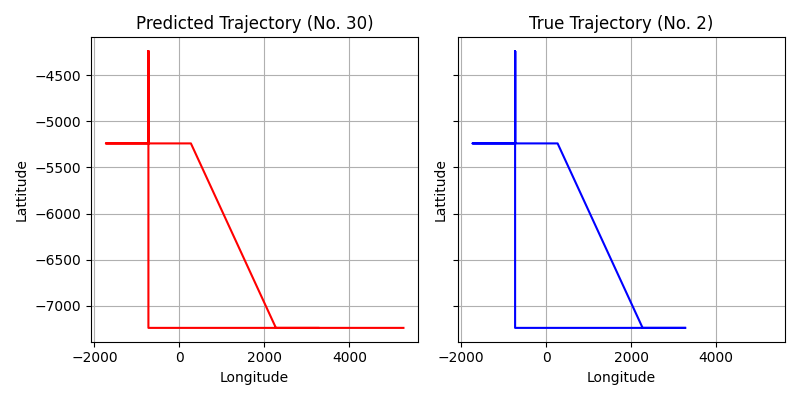 Predicted Trajectory (No. 30)
True Trajectory (No. 2)
Lattitude
−4500
−5000
−5500
−6000
−6500
−7000
−2000 0 2000 4000
Longitude
Lattitude
−2000 0 2000 4000
Longitude